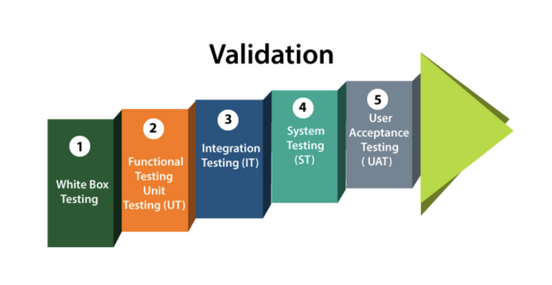 Validation
1
White Box
Testing
2
Functional
Testing
Unit
Testing (UT)
3
Integration
Testing (IT)
4
System
Testing
(ST)
5
User
Acceptance
Testing
( UAT)